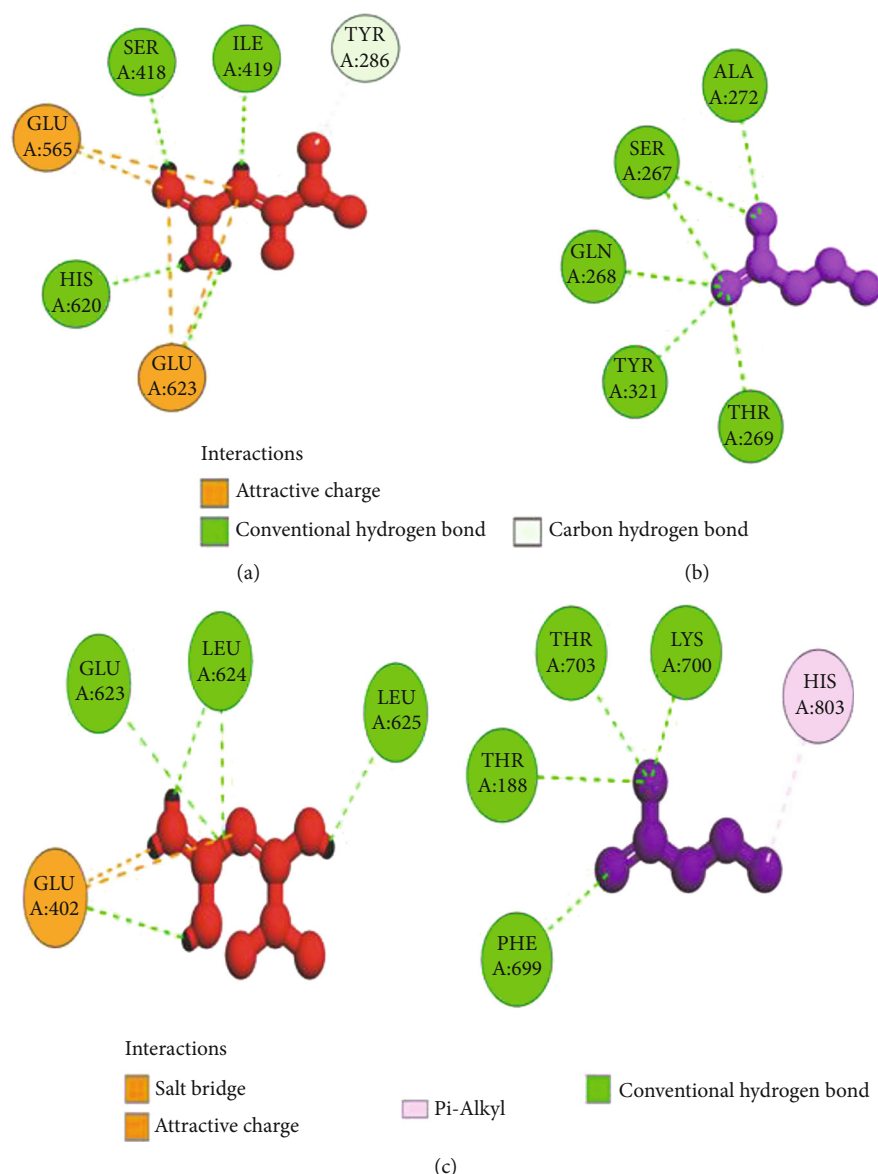 SER
A:418
ILE
A:419
TYR
A:286
GLU
A:565
HIS
A:620
GLU
A:623
ALA
A:272
SER
A:267
GLN
A:268
TYR
A:321
THR
A:269
Interactions
Attractive charge
Conventional hydrogen bond
Carbon hydrogen bond
(a)
(b)
GLU
A:623
LEU
A:624
LEU
A:625
GLU
A:402
THR
A:703
LYS
A:700
HIS
A:803
THR
A:188
PHE
A:699
Interactions
Salt bridge
Attractive charge
Pi-Alkyl
Conventional hydrogen bond
(c)